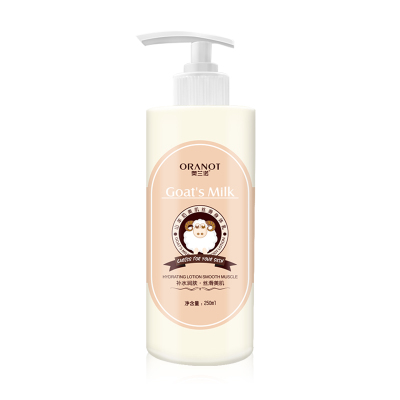 ORANOT
奥兰诺
Goat's Milk
CARING FOR YOUR SKIN
HYDRATING LOTION SMOOTH MUSCLE
补水润肤·丝滑美肌
净含量：250ml